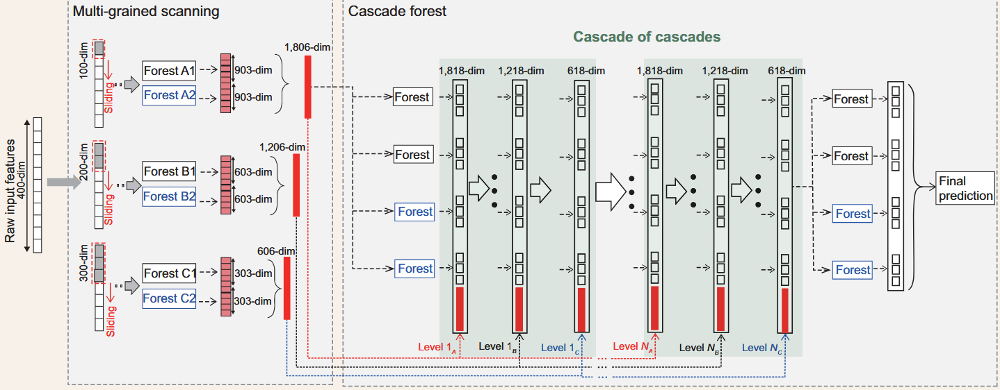 Multi-grained scanning
Cascade forest
Cascade of cascades
Raw input features
400-dim
100-dim
Sliding
Forest A1
Forest A2
903-dim
903-dim
1,806-dim
200-dim
Sliding
Forest B1
Forest B2
603-dim
603-dim
1,206-dim
300-dim
Sliding
Forest C1
Forest C2
303-dim
303-dim
606-dim
Forest
Forest
Forest
Forest
1,818-dim
1,218-dim
618-dim
1,818-dim
1,218-dim
618-dim
Level 1A
Level 1B
Level 1C
Level NA
Level NB
Level NC
...
...
...
Forest
Forest
Forest
Forest
Final
prediction